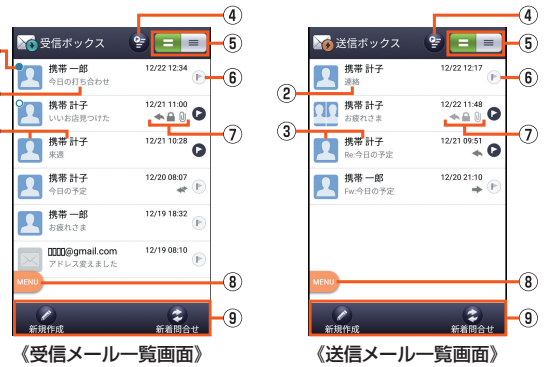 受信ボックス
④
⑤
携帯 一郎 12/22 12:34
今日の打ち合わせ
⑥
携帯 計子 12/21 11:00
いいお店見つけた
⑦
携帯 計子 12/21 10:28
来週
携帯 計子 12/20 08:07
今日の予定
携帯 一郎 12/19 18:32
お疲れさま
▯▯▯▯@gmail.com 12/19 08:10
アドレス変えました
MENU
⑧
新規作成 新着問合せ
⑨
《受信メール一覧画面》
送信ボックス
④
⑤
携帯 計子 12/22 12:17
② 連絡
⑥
携帯 計子 12/22 11:48
お疲れさま
⑦
③ 携帯 計子 12/21 09:51
Re:今日の予定
携帯 一郎 12/20 21:10
Fw:今日の予定
MENU
⑧
新規作成 新着問合せ
⑨
《送信メール一覧画面》